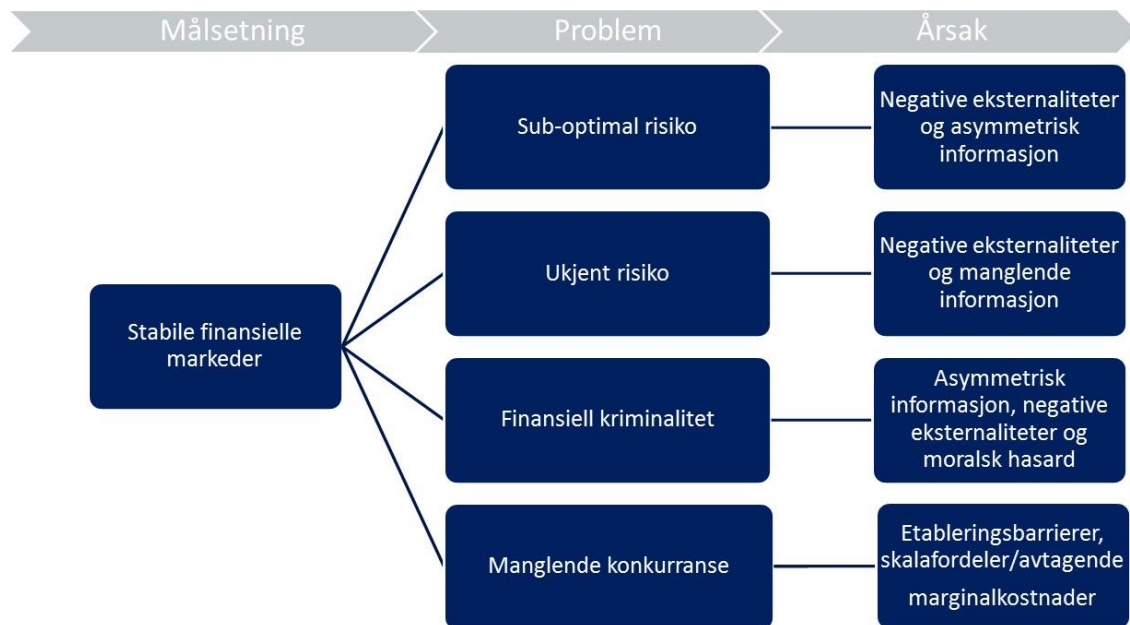 Målsetning
Problem
Årsak
Sub-optimal risiko
Negative eksternaliteter
og asymmetrisk
informasjon
Ukjent risiko
Negative eksternaliteter
og manglende
informasjon
Stabile finansielle
markeder
Finansiell kriminalitet
Asymmetrisk
informasjon, negative
eksternaliteter og
moralsk hasard
Manglende konkurranse
Etableringsbarrierer,
skalafordeler/avtagende
marginalkostnader